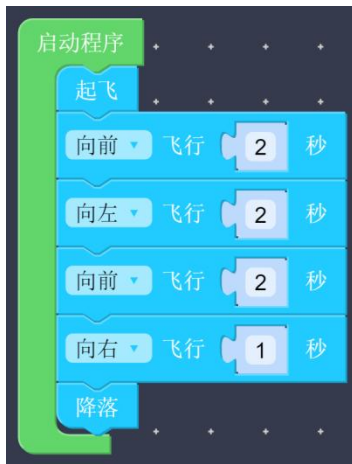 启动程序
起飞
向前 飞行 2 秒
向左 飞行 2 秒
向前 飞行 2 秒
向右 飞行 1 秒
降落